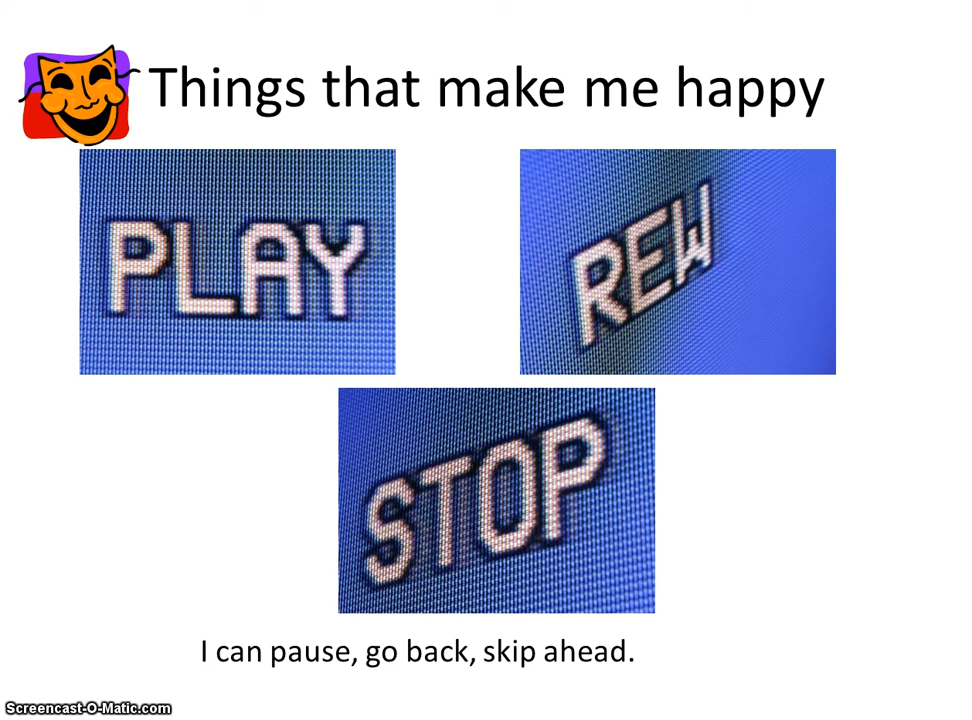 Things that make me happy
PLAY
REW
STOP
I can pause, go back, skip ahead.
Screencast-O-Matic.com